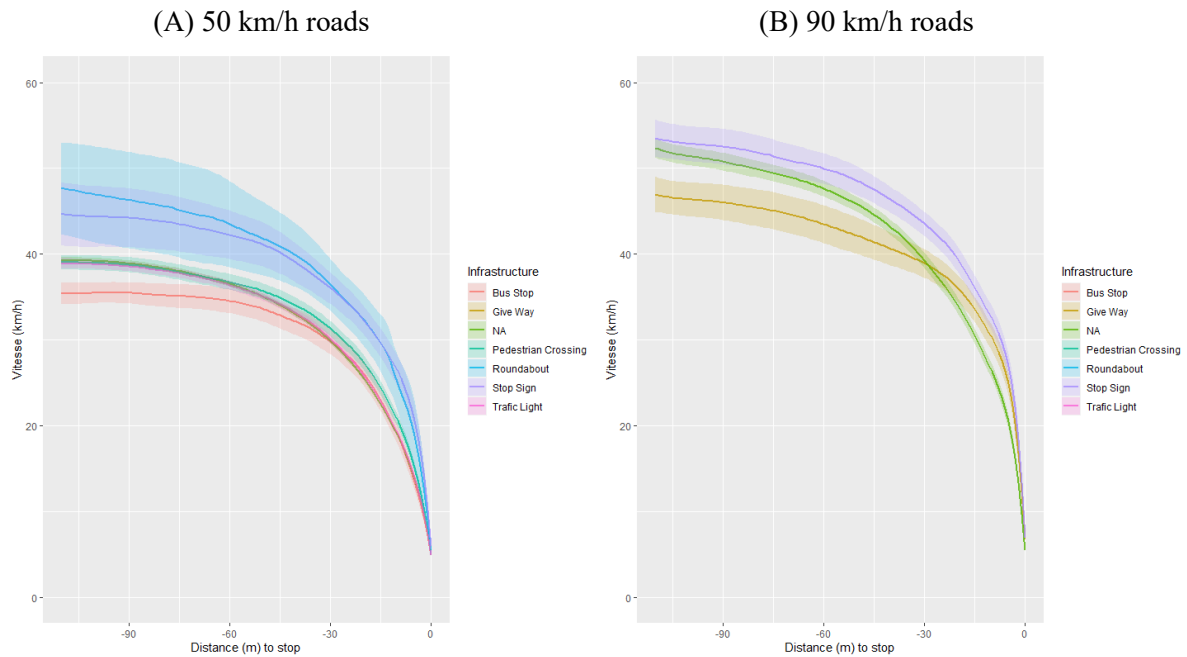 (A) 50 km/h roads
60
40
20
0
Vitesse (km/h)
-90
-60
-30
0
Distance (m) to stop
Infrastructure
Bus Stop
Give Way
NA
Pedestrian Crossing
Roundabout
Stop Sign
Trafic Light
(B) 90 km/h roads
60
40
20
0
Vitesse (km/h)
-90
-60
-30
0
Distance (m) to stop
Infrastructure
Bus Stop
Give Way
NA
Pedestrian Crossing
Roundabout
Stop Sign
Trafic Light